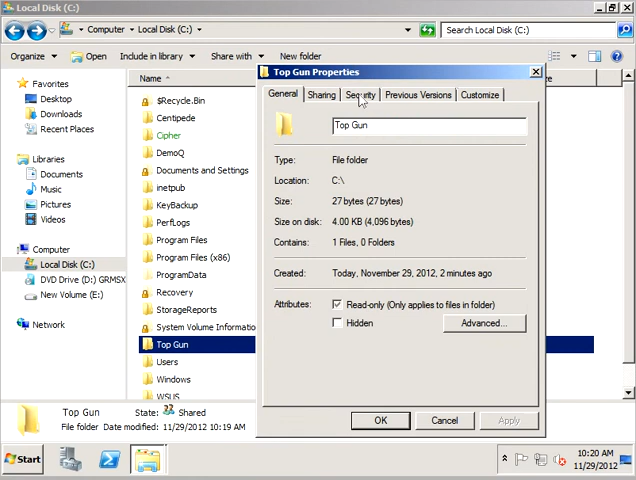 Local Disk (C:)
Computer Local Disk (C:) Search Local Disk (C:)
Organize Open Include in library Share with New folder
Favorites
Desktop
Downloads
Recent Places
Libraries
Documents
Music
Pictures
Videos
Computer
Local Disk (C:)
DVD Drive (D:) GRMSX
New Volume (E:)
Network
Name
$Recycle.Bin
Centipede
Cipher
DemoQ
Documents and Settings
inetpub
KeyBackup
PerfLogs
Program Files
Program Files (x86)
ProgramData
Recovery
StorageReports
System Volume Informatio
Top Gun
Users
Windows
WSUS
Top Gun Properties
General Sharing Security Previous Versions Customize
Top Gun
Type: File folder
Location: C:\
Size: 27 bytes (27 bytes)
Size on disk: 4.00 KB (4,096 bytes)
Contains: 1 Files, 0 Folders
Created: Today, November 29, 2012, 2 minutes ago
Attributes: Read-only (Only applies to files in folder)
Hidden Advanced...
OK Cancel Apply
Top Gun State: Shared
File folder Date modified: 11/29/2012 10:19 AM
Start 10:20 AM
11/29/2012